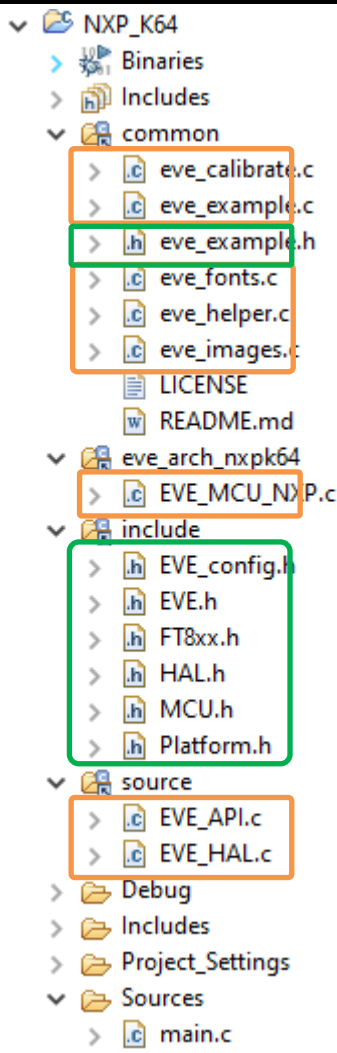 NXP_K64
Binaries
Includes
common
eve_calibrate.c
eve_example.c
eve_example.h
eve_fonts.c
eve_helper.c
eve_images.c
LICENSE
README.md
eve_arch_nxpk64
EVE_MCU_NXP.c
include
EVE_config.h
EVE.h
FT8xx.h
HAL.h
MCU.h
Platform.h
source
EVE_API.c
EVE_HAL.c
Debug
Includes
Project_Settings
Sources
main.c